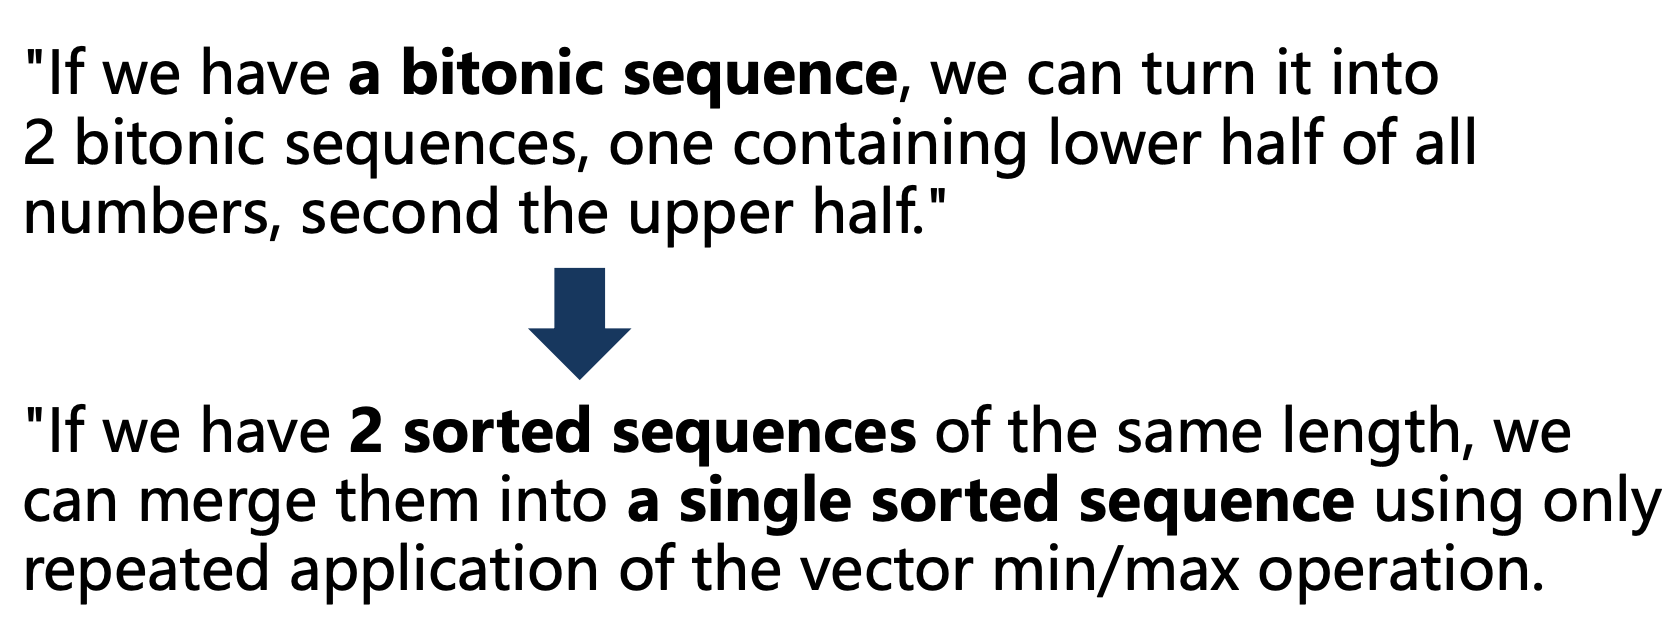 "If we have a bitonic sequence, we can turn it into
2 bitonic sequences, one containing lower half of all
numbers, second the upper half."
"If we have 2 sorted sequences of the same length, we
can merge them into a single sorted sequence using only
repeated application of the vector min/max operation.